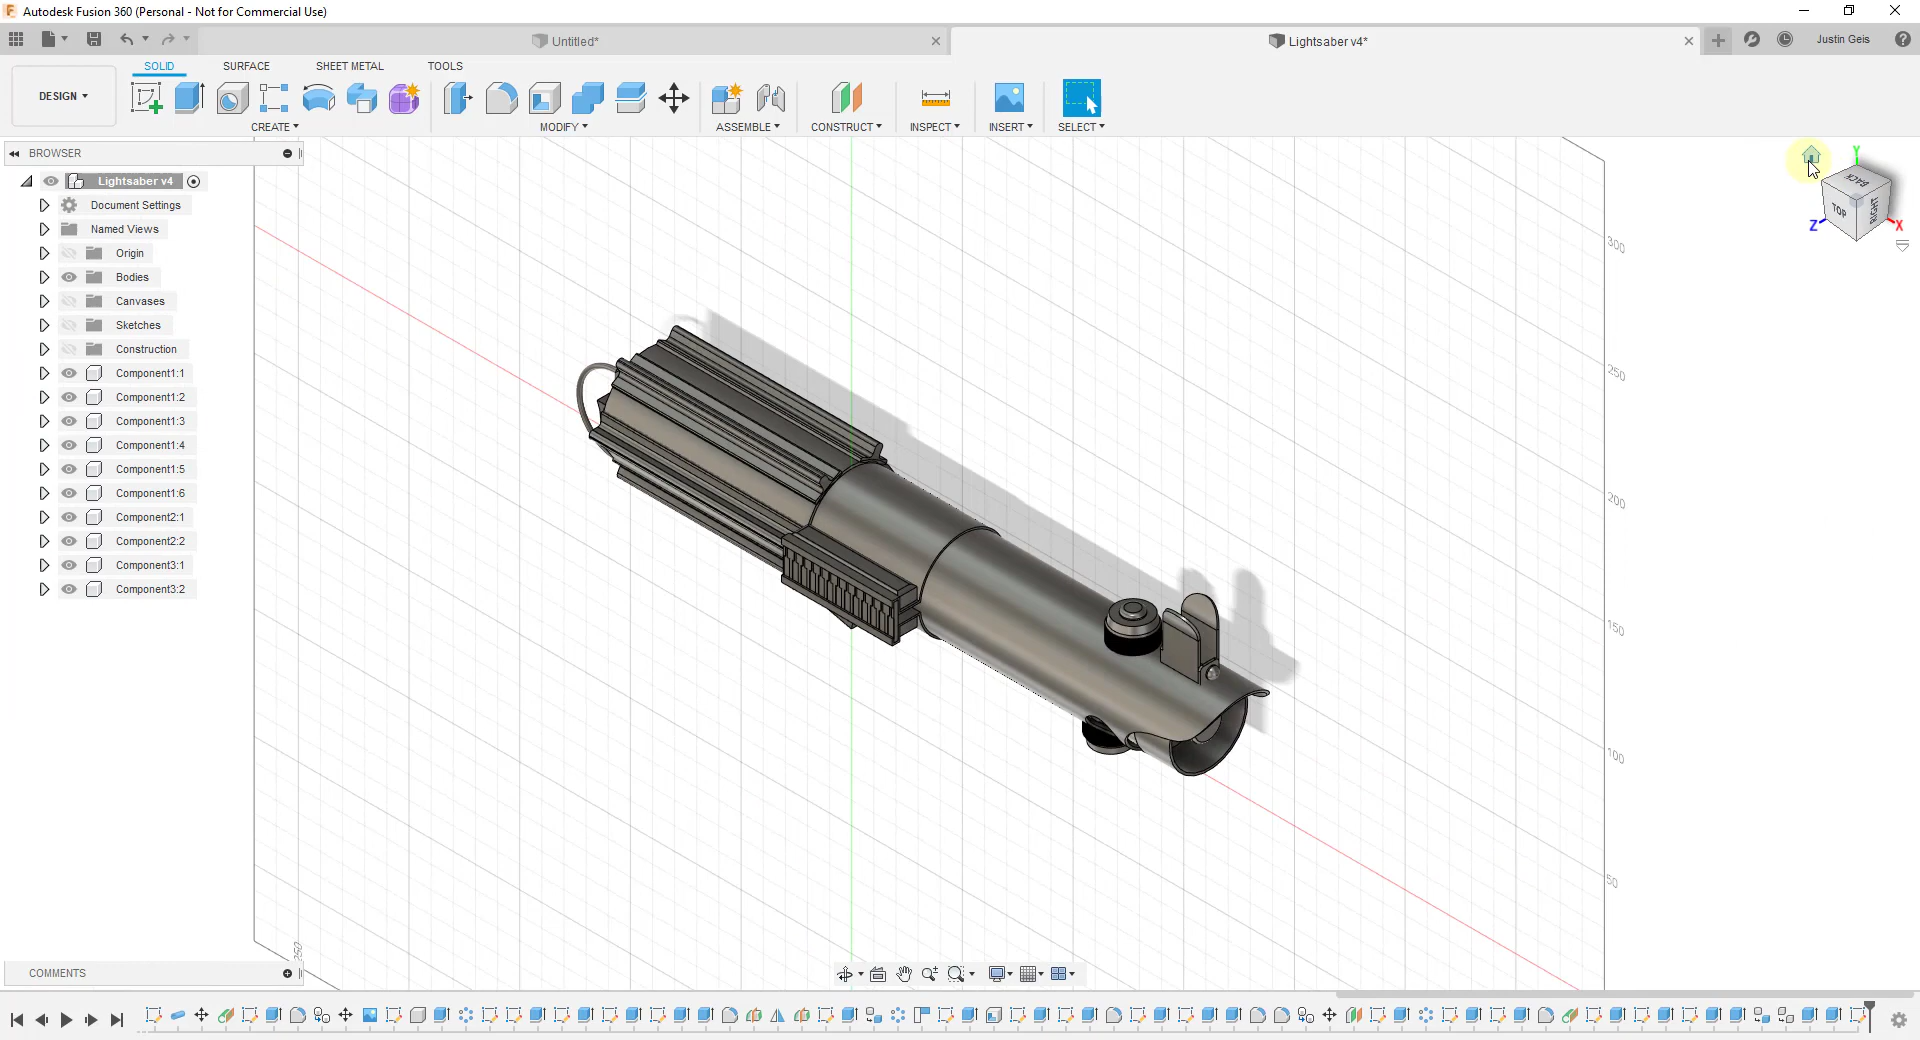 Autodesk Fusion 360 (Personal - Not for Commercial Use)
Untitled*
Lightsaber v4*
Justin Geis
DESIGN
SOLID
SURFACE
SHEET METAL
TOOLS
CREATE
MODIFY
ASSEMBLE
CONSTRUCT
INSPECT
INSERT
SELECT
BROWSER
Lightsaber v4
Document Settings
Named Views
Origin
Bodies
Canvases
Sketches
Construction
Component1:1
Component1:2
Component1:3
Component1:4
Component1:5
Component1:6
Component2:1
Component2:2
Component3:1
Component3:2
Y
BACK
TOP
RIGHT
Z
X
300
250
200
150
100
50
250
COMMENTS